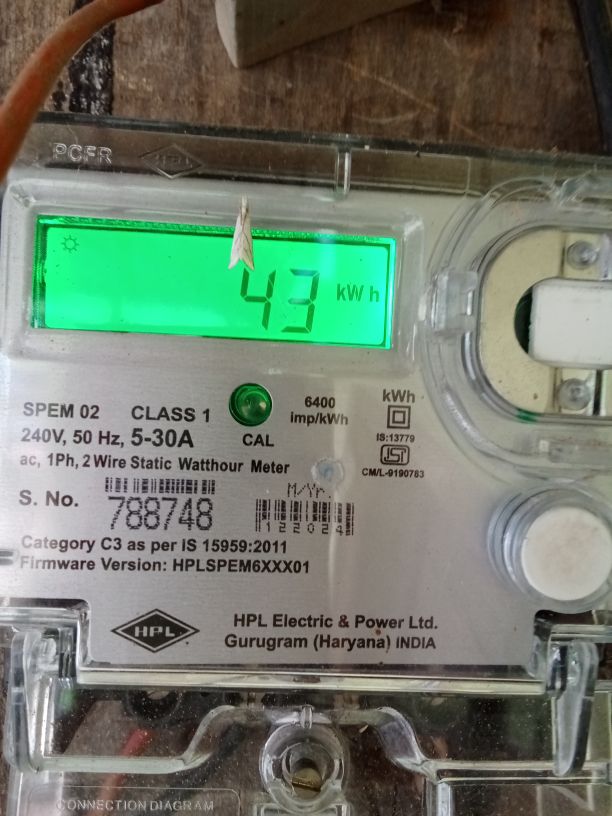 PCFR HPL
43 kWh
SPEM 02 CLASS 1
240V, 50 Hz, 5-30A
ac, 1Ph, 2 Wire Static Watthour Meter
CAL
6400
imp/kWh
kWh
IS:13779
ISI
CM/L-9190783
S. No.
788748
M/Yr.
122024
Category C3 as per IS 15959:2011
Firmware Version: HPLSPEM6XXX01
HPL
HPL Electric & Power Ltd.
Gurugram (Haryana) INDIA
CONNECTION DIAGRAM